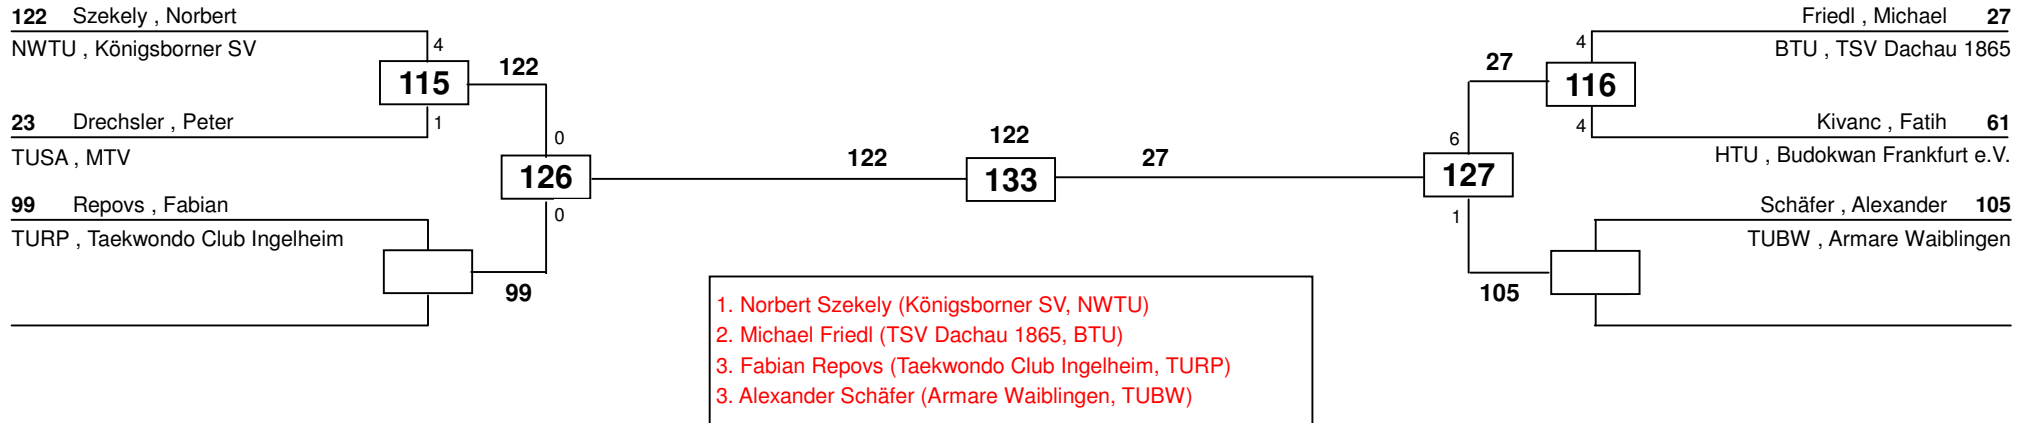 122 Szekely , Norbert
NWTU , Königsborner SV
4
115
122
1
23 Drechsler , Peter
TUSA , MTV
0
126
122
0
99 Repovs , Fabian
TURP , Taekwondo Club Ingelheim
99
122
133
27
Friedl , Michael 27
BTU , TSV Dachau 1865
4
27
116
4
Kivanc , Fatih 61
HTU , Budokwan Frankfurt e.V.
6
127
1
Schäfer , Alexander 105
TUBW , Armare Waiblingen
105
1. Norbert Szekely (Königsborner SV, NWTU)
2. Michael Friedl (TSV Dachau 1865, BTU)
3. Fabian Repovs (Taekwondo Club Ingelheim, TURP)
3. Alexander Schäfer (Armare Waiblingen, TUBW)